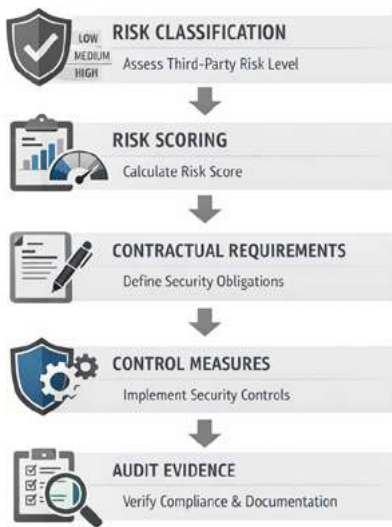 LOW
MEDIUM
HIGH
RISK CLASSIFICATION
Assess Third-Party Risk Level
RISK SCORING
Calculate Risk Score
CONTRACTUAL REQUIREMENTS
Define Security Obligations
CONTROL MEASURES
Implement Security Controls
AUDIT EVIDENCE
Verify Compliance & Documentation